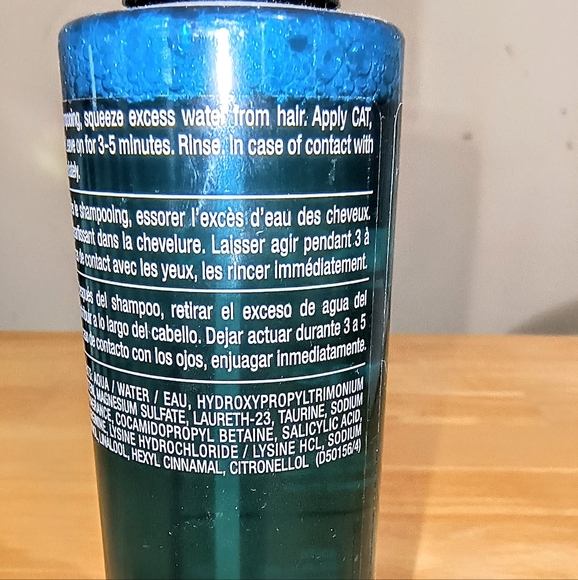 squeeze excess water from hair. Apply CAT,
on for 3-5 minutes. Rinse. In case of contact with
shampooing, essorer l'excès d'eau des cheveux.
dans la chevelure. Laisser agir pendant 3 à
contact avec les yeux, les rincer immédiatement.
del shampoo, retirar el exceso de agua del
a lo largo del cabello. Dejar actuar durante 3 a 5
de contacto con los ojos, enjuagar inmediatamente.
AQUA / WATER / EAU, HYDROXYPROPYLTRIMONIUM
MAGNESIUM SULFATE, LAURETH-23, TAURINE, SODIUM
COCAMIDOPROPYL BETAINE, SALICYLIC ACID,
LYSINE HYDROCHLORIDE / LYSINE HCL, SODIUM
LINALOOL, HEXYL CINNAMAL, CITRONELLOL (D50156/4)